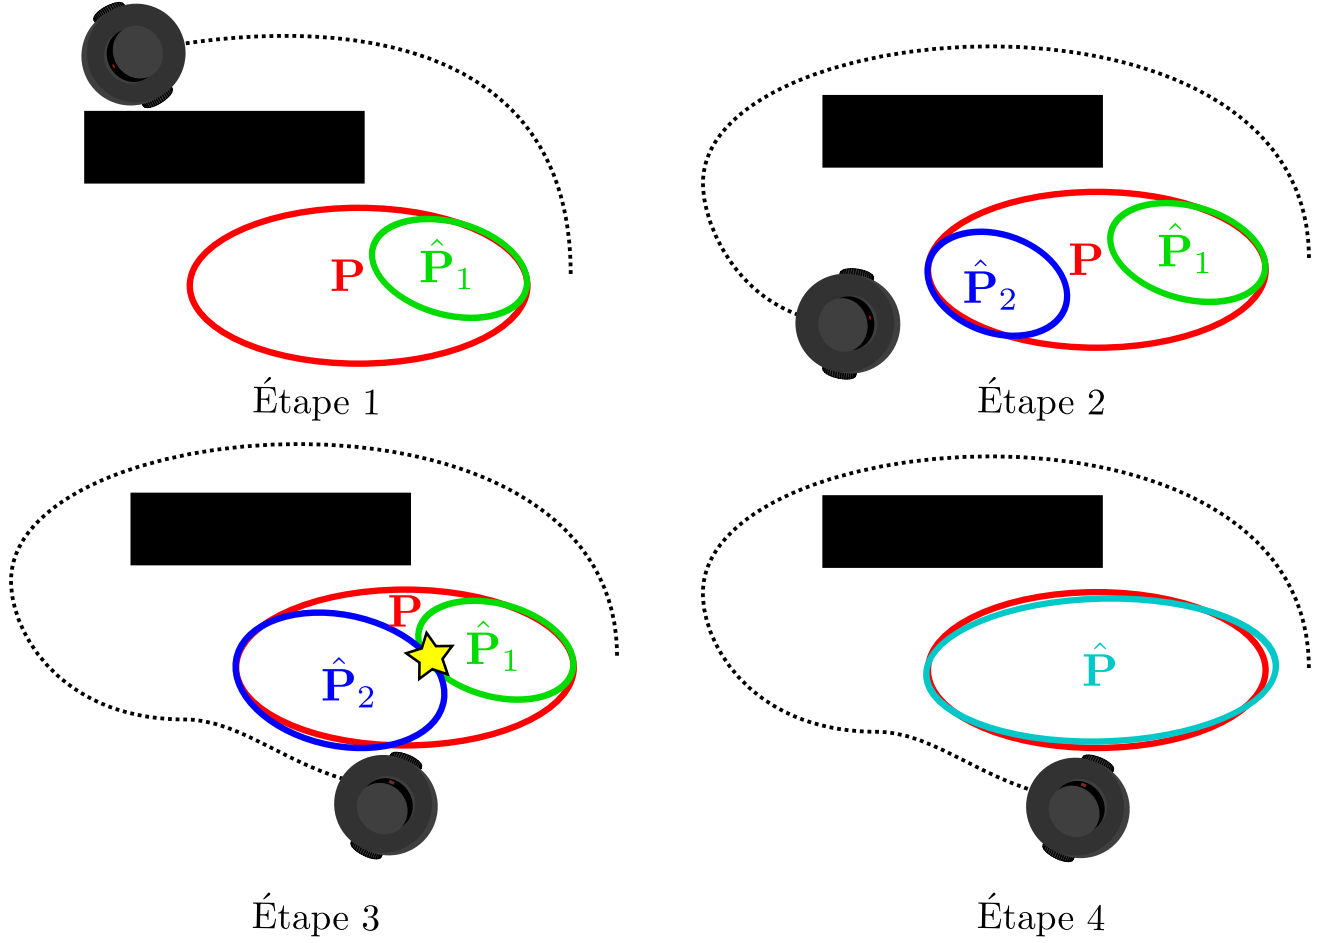 P P̂₁
Étape 1
P P̂₁
P̂₂
Étape 2
P
P̂₁
P̂₂
Étape 3
P̂
Étape 4